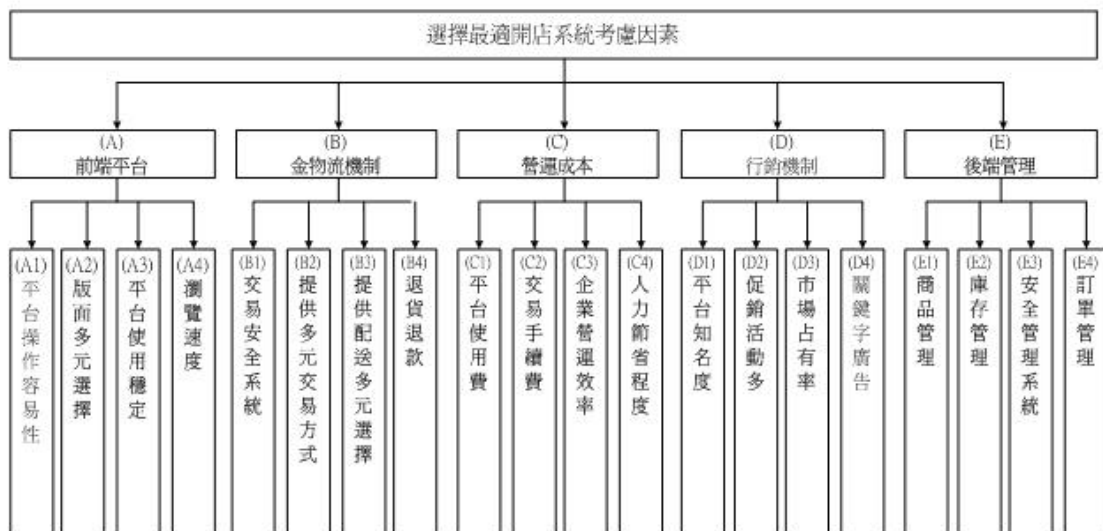 選擇最適開店系統考慮因素
(A)
前端平台
(B)
金物流機制
(C)
營運成本
(D)
行銷機制
(E)
後端管理
(A1)
平台操作容易性
(A2)
版面多元選擇
(A3)
平台使用穩定
(A4)
瀏覽速度
(B1)
交易安全系統
(B2)
提供多元交易方式
(B3)
提供配送多元選擇
(B4)
退貨退款
(C1)
平台使用費
(C2)
交易手續費
(C3)
企業營運效率
(C4)
人力節省程度
(D1)
平台知名度
(D2)
促銷活動多
(D3)
市場占有率
(D4)
關鍵字廣告
(E1)
商品管理
(E2)
庫存管理
(E3)
安全管理系統
(E4)
訂單管理